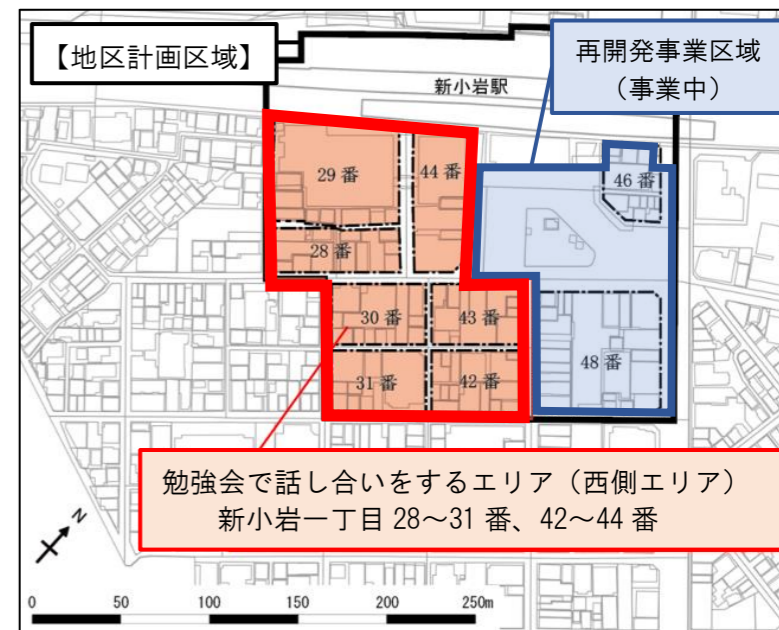 【地区計画区域】
再開発事業区域
（事業中）
新小岩駅
29 番
44 番
46 番
28 番
30 番
43 番
48 番
31 番
42 番
勉強会で話し合いをするエリア（西側エリア）
新小岩一丁目 28～31 番、42～44 番
N
0 50 100 150 200 250m